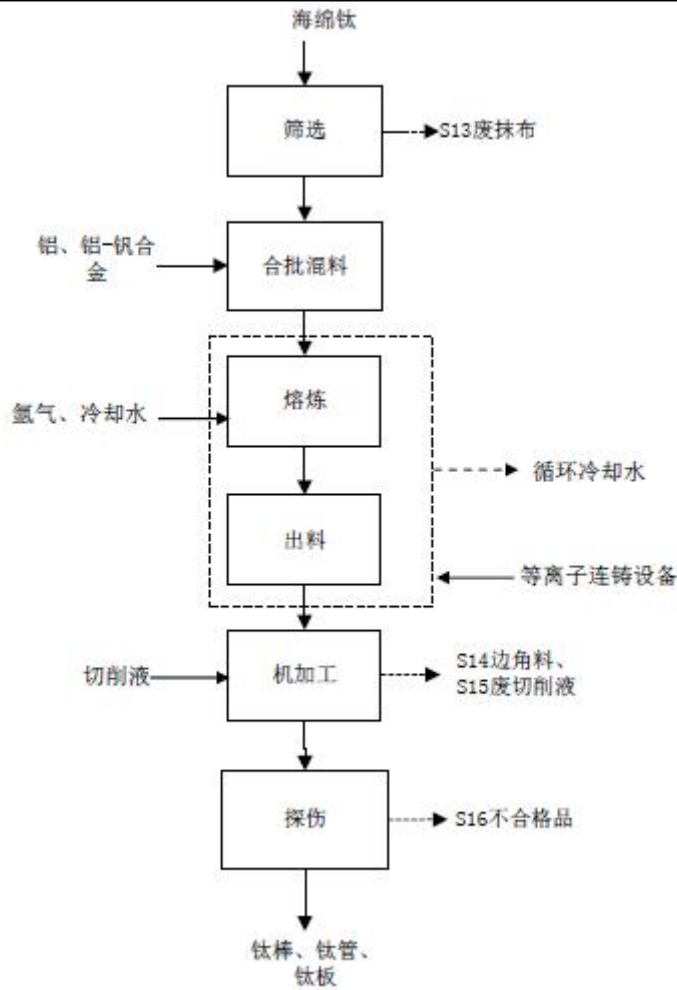 海绵钛
筛选
S13废抹布
铝、铝-钒合
金
合批混料
熔炼
氩气、冷却水
循环冷却水
出料
等离子连铸设备
机加工
切削液
S14边角料、
S15废切削液
探伤
S16不合格品
钛棒、钛管、
钛板